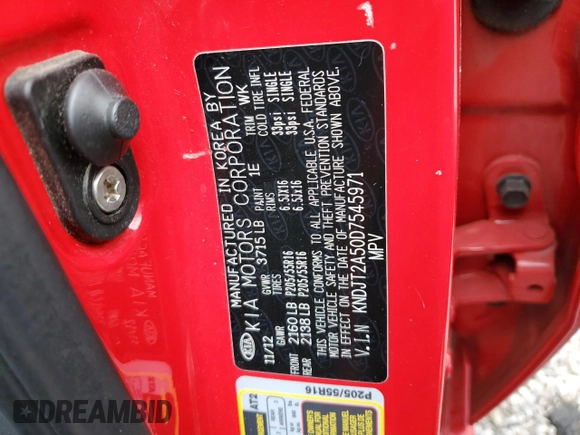 KIA MANUFACTURED IN KOREA BY
KIA MOTORS CORPORATION
11/12 GVWR 3715LB PAINT 1E TRIM WK
GAWR TIRES RIMS COLD TIRE INFL
FRONT 2160LB P205/55R16 6.5JX16 33psi SINGLE
REAR 2138LB P205/55R16 6.5JX16 33psi SINGLE
THIS VEHICLE CONFORMS TO ALL APPLICABLE U.S.A. FEDERAL
MOTOR VEHICLE SAFETY AND THEFT PREVENTION STANDARDS
IN EFFECT ON THE DATE OF MANUFACTURE SHOWN ABOVE.
V.I.N KNDJT2A50D7545971
MPV
P205/55R16
DREAMBID